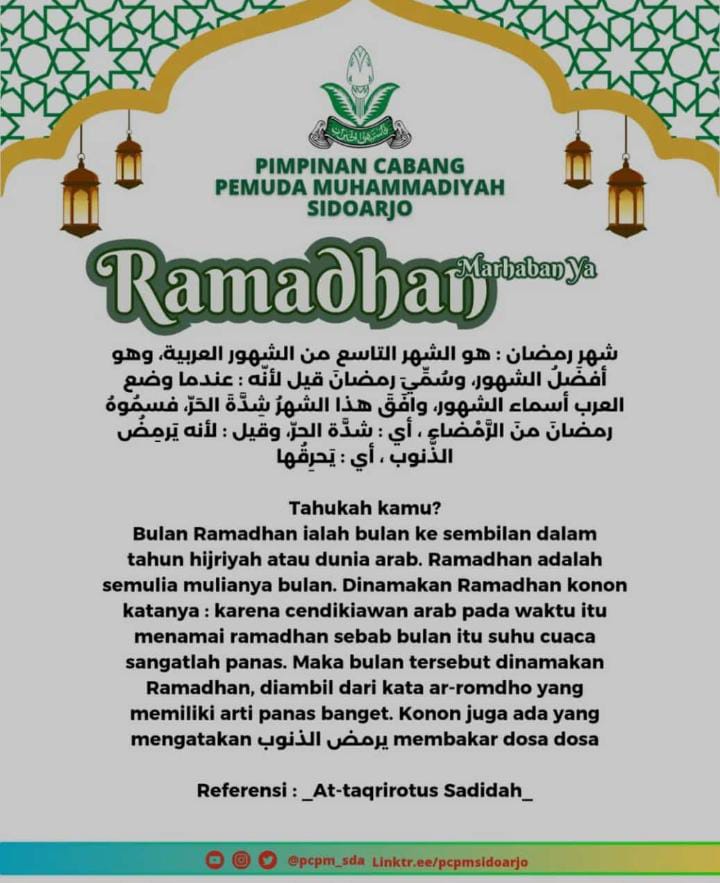 فاستبقوا الخيرات
PIMPINAN CABANG
PEMUDA MUHAMMADIYAH
SIDOARJO
Marhaban Ya
Ramadhan
شهر رمضان : هو الشهر التاسع من الشهور العربية، وهو
أفضَلُ الشهور، وسُمِّيَ رمضانَ قيل لأنّه : عندما وضع
العرب أسماء الشهور، وافَقَ هذا الشهرُ شِدَّةَ الحَرِّ، فسمُوهُ
رمضانَ منَ الرَّمْضاءِ ، أي : شدَّة الحرِّ، وقيل : لأنه يَرمِضُ
الذُّنوب ، أي : يَحرِقُها
Tahukah kamu?
Bulan Ramadhan ialah bulan ke sembilan dalam
tahun hijriyah atau dunia arab. Ramadhan adalah
semulia mulianya bulan. Dinamakan Ramadhan konon
katanya : karena cendikiawan arab pada waktu itu
menamai ramadhan sebab bulan itu suhu cuaca
sangatlah panas. Maka bulan tersebut dinamakan
Ramadhan, diambil dari kata ar-romdho yang
memiliki arti panas banget. Konon juga ada yang
mengatakan يرمض الذنوب membakar dosa dosa
Referensi : _At-taqrirotus Sadidah_
@pcpm_sda Linktr.ee/pcpmsidoarjo